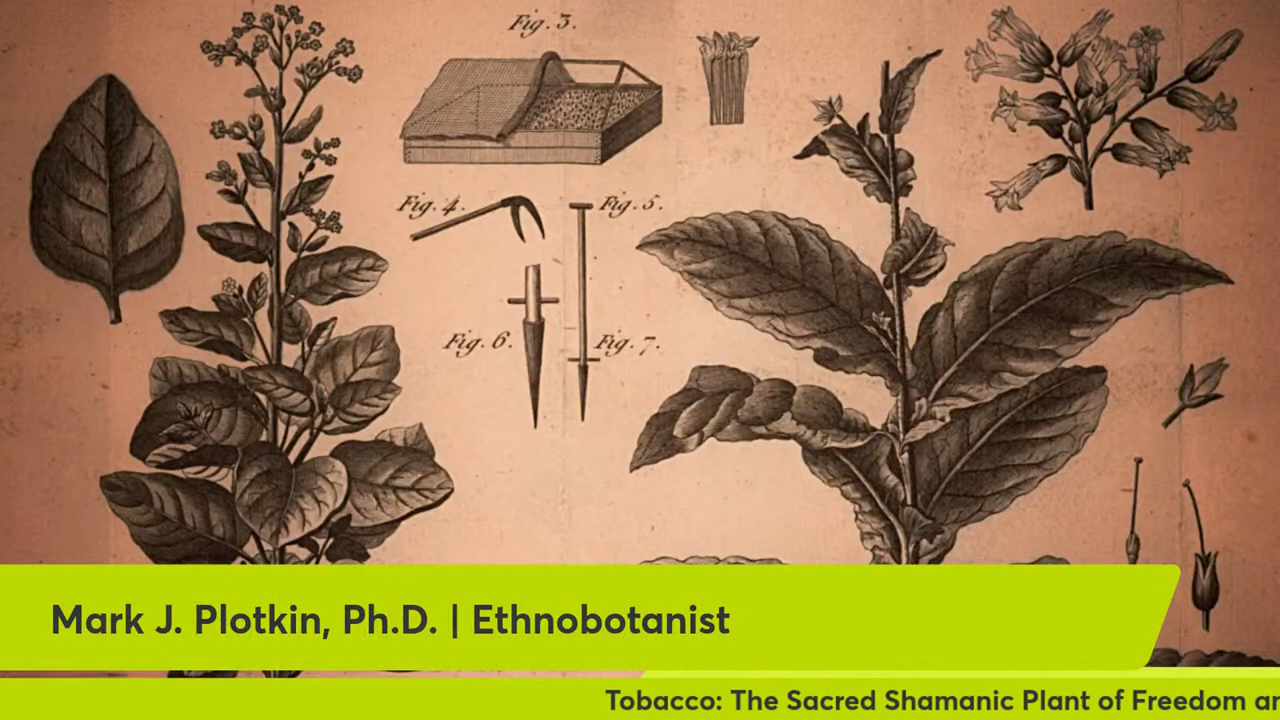 Fig. 3.
Fig. 4.
Fig. 5.
Fig. 6.
Fig. 7.
Mark J. Plotkin, Ph.D. | Ethnobotanist
Tobacco: The Sacred Shamanic Plant of Freedom